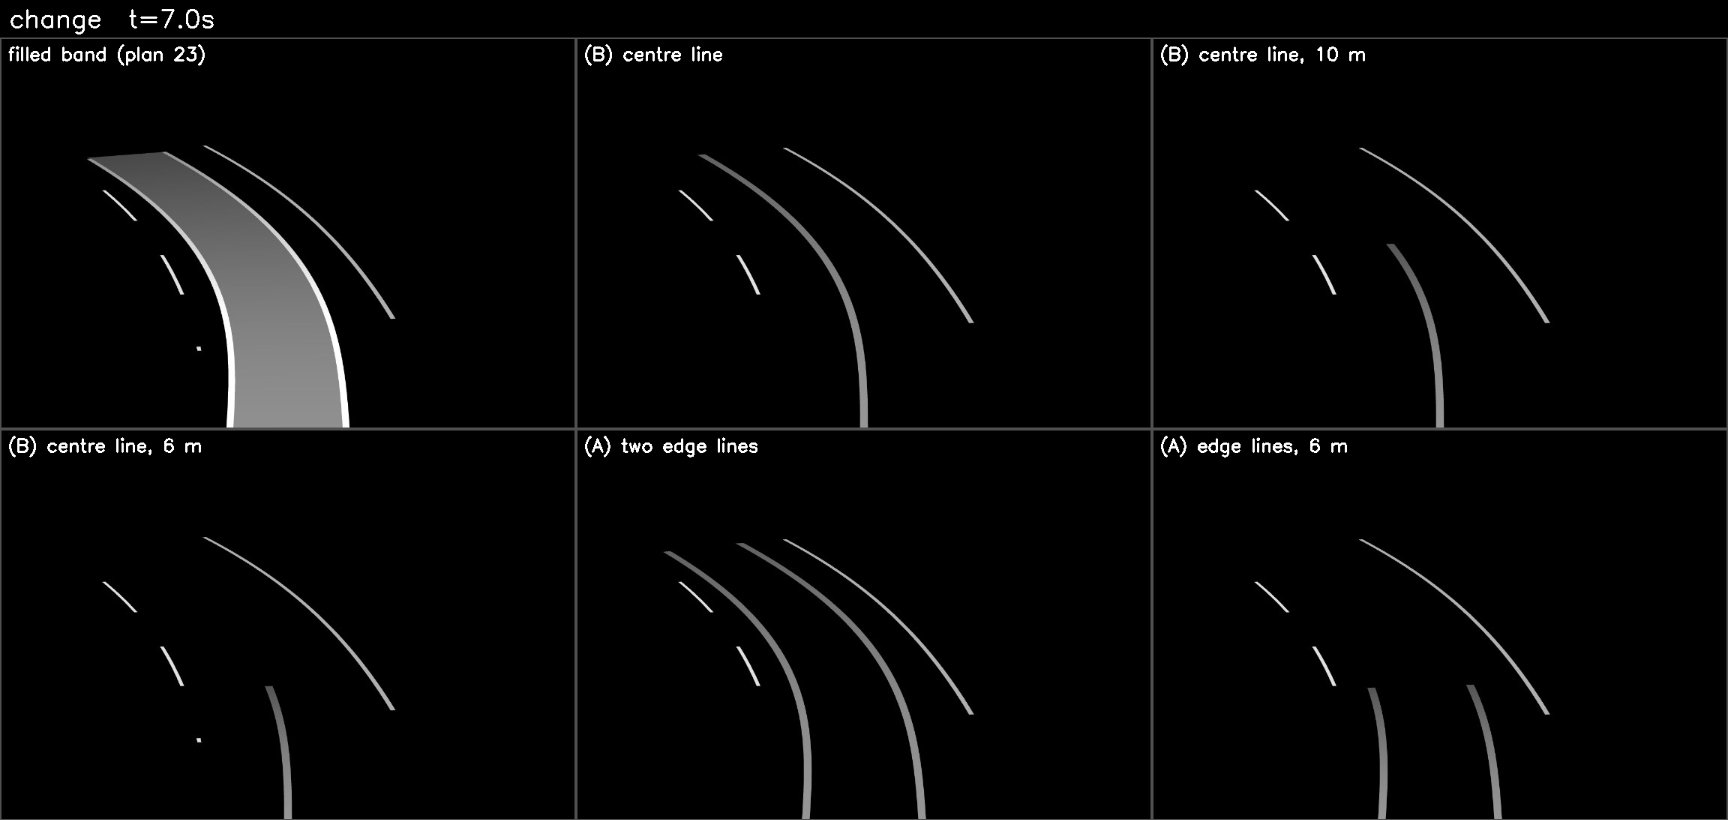 change t=7.0s
filled band (plan 23)
(B) centre line
(B) centre line, 10 m
(B) centre line, 6 m
(A) two edge lines
(A) edge lines, 6 m